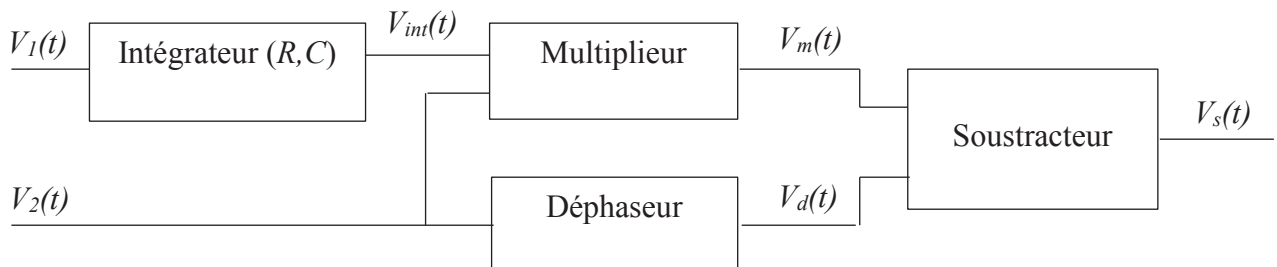 V1(t)
Intégrateur (R,C)
Vint(t)
Multiplieur
Vm(t)
Soustracteur
Vs(t)
V2(t)
Déphaseur
Vd(t)